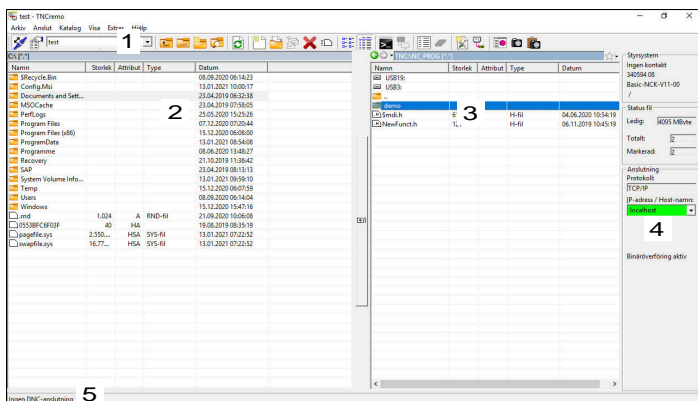 test - TNCremo
Arkiv Anslut Katalog Visa Extras Hjälp
test
1
C:\ [*.*]
Namn Storlek Attribut Type Datum
SRecycle.Bin 08.09.2020 06:14:23
Config.Msi 13.01.2021 10:00:17
Documents and Sett... 23.04.2019 06:32:38
MSOCache 23.04.2019 07:58:05
PerfLogs 25.05.2020 15:25:26
Program Files 07.12.2020 07:20:44
Program Files (x86) 15.12.2020 06:08:00
ProgramData 13.01.2021 08:54:08
Programme 08.06.2020 13:48:27
Recovery 21.10.2019 11:36:42
SAP 23.04.2019 08:13:13
System Volume Info... 13.01.2021 09:59:10
Temp 15.12.2020 06:07:59
Users 08.09.2020 06:14:04
Windows 15.12.2020 15:47:16
.rnd 1.024 A RND-fil 21.09.2020 10:06:08
0553BFC6F03F 40 HA 19.08.2019 08:35:19
pagefile.sys 2.550.... HSA SYS-fil 13.01.2021 07:22:52
swapfile.sys 16.77... HSA SYS-fil 13.01.2021 07:22:52
2
TNC:\NC_PROG [*.*]
Namn Storlek Attribut Type Datum
USB19:
USB3:
..
demo
$mdi.h H-fil 04.06.2020 10:54:19
NewFunct.h H-fil 06.11.2019 10:45:19
3
Styrsystem
Ingen kontakt
340594 08
Basic-NCK-V11-00
/
Status fil
Ledig: 4095 MByte
Totalt: 2
Markerad: 2
Anslutning
Protokoll:
TCP/IP
IP-adress / Host-namn:
localhost
4
Binäröverföring aktiv
Ingen DNC-anslutning
5